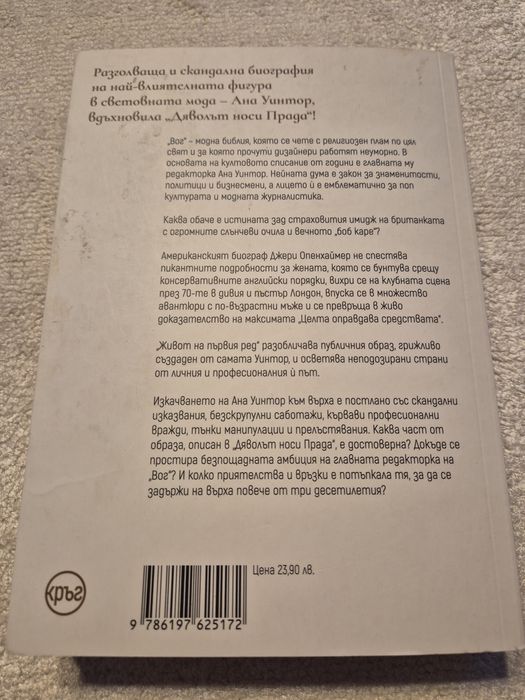 Разголваща и скандална биография
на най-влиятелната фигура
в световната мода – Ана Уинтор,
вдъхновила „Дяволът носи Прада“!
„Вог“ – модна библия, която се чете с религиозен плам по цял
свят и за която прочути дизайнери работят неуморно. В
основата на култовото списание от години е главната му
редакторка Ана Уинтор. Нейната дума е закон за знаменитости,
политици и бизнесмени, а лицето ѝ е емблематично за поп
културата и модната журналистика.
Каква обаче е истината зад страховития имидж на британката
с огромните слънчеви очила и вечното „боб каре“?
Американският биограф Джери Опенхаймер не спестява
пикантните подробности за жената, която се бунтува срещу
консервативните английски порядки, вихри се на клубната сцена
през 70-те в дивия и пъстър Лондон, впуска се в множество
авантюри с по-възрастни мъже и се превръща в живо
доказателство на максимата „Целта оправдава средствата“.
„Живот на първия ред“ разобличава публичния образ, грижливо
създаден от самата Уинтор, и осветява неподозирани страни
от личния и професионалния ѝ път.
Изкачването на Ана Уинтор към върха е постлано със скандални
изказвания, безскрупулни саботажи, кървави професионални
вражди, тънки манипулации и прелъстявания. Каква част от
образа, описан в „Дяволът носи Прада“, е достоверна? Докъде се
простира безпощадната амбиция на главната редакторка на
„Вог“? И колко приятелства и връзки е потъпкала тя, за да се
задържи на върха повече от три десетилетия?
Цена 23,90 лв.
кръг
9 786197 625172